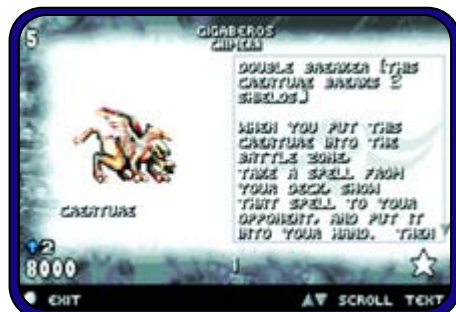 5
GIGABEROS
CHIMERA
DOUBLE BREAKER (THIS
CREATURE BREAKS 2
SHIELDS.)
WHEN YOU PUT THIS
CREATURE INTO THE
BATTLE ZONE,
TAKE A SPELL FROM
YOUR DECK, SHOW
THAT SPELL TO YOUR
OPPONENT, AND PUT IT
INTO YOUR HAND. THEN
CREATURE
2
8000
1
EXIT
SCROLL TEXT